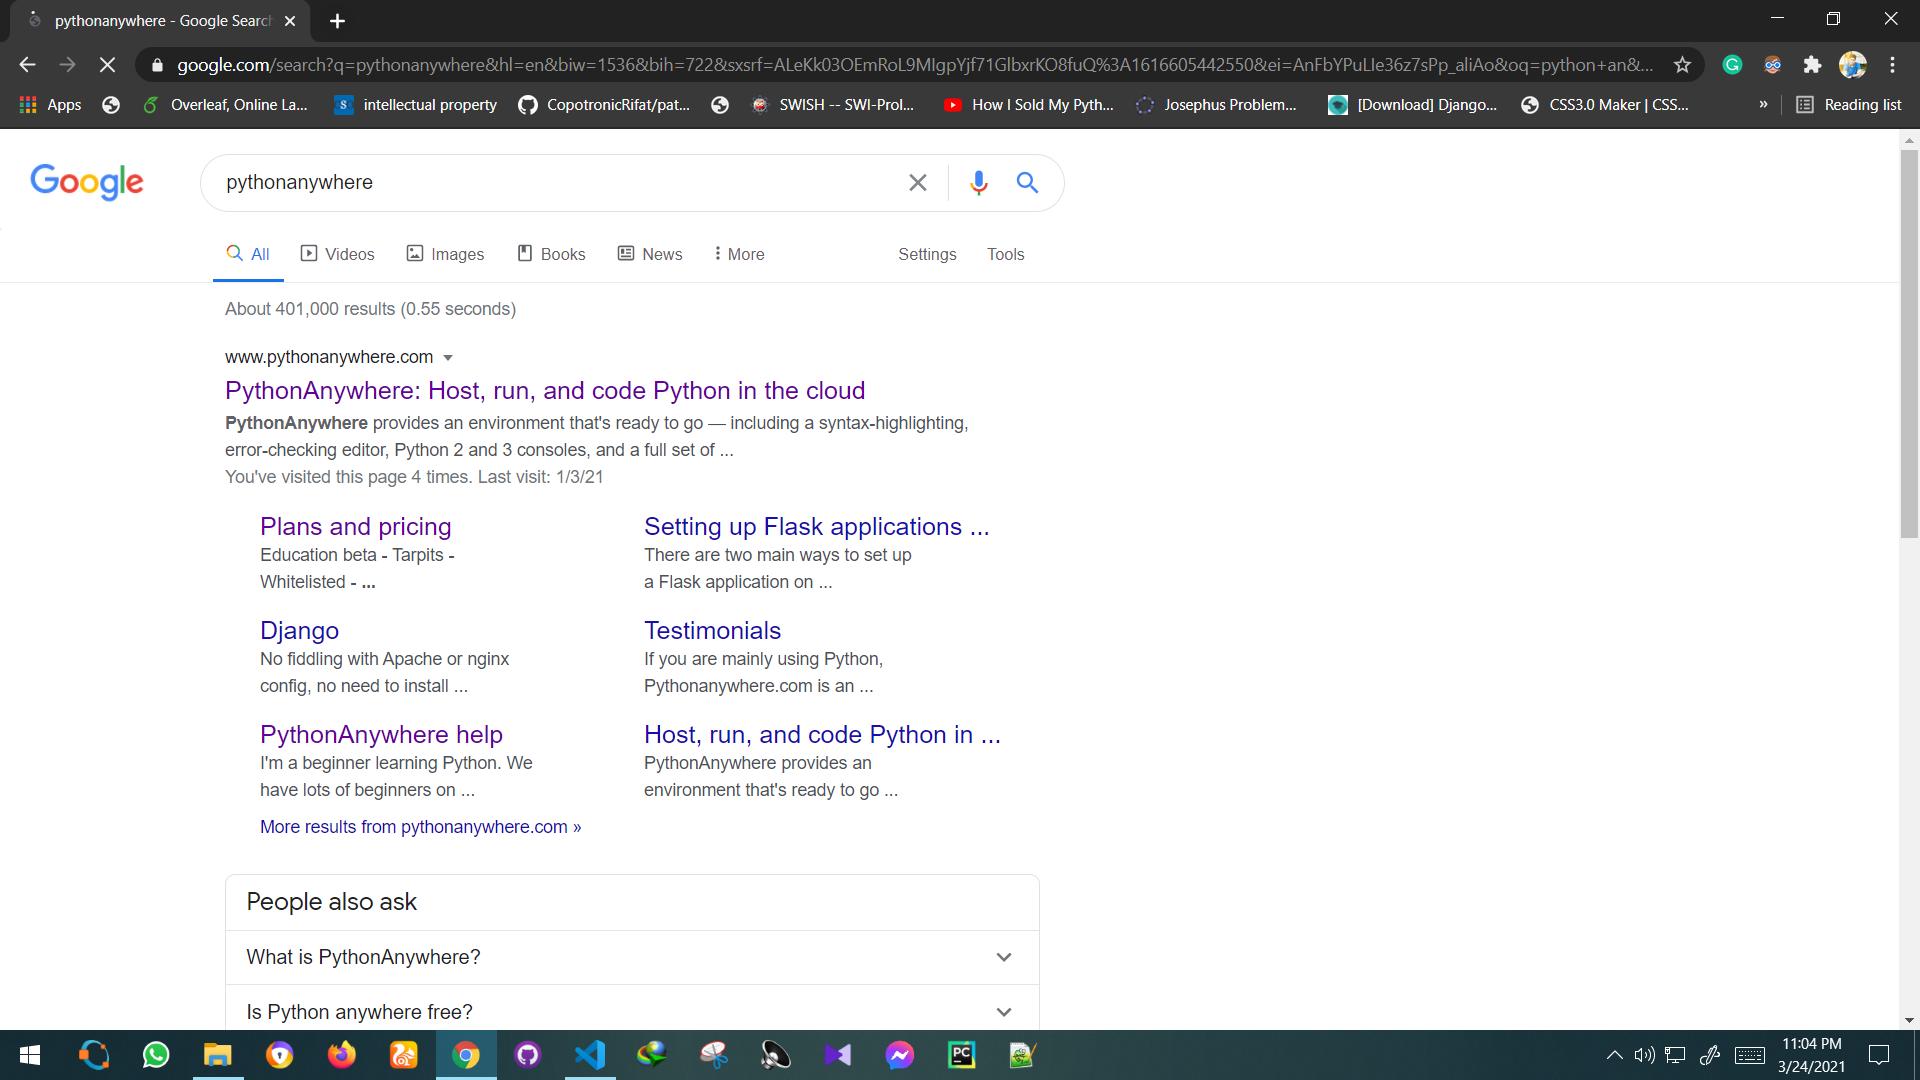 pythonanywhere - Google Search
google.com/search?q=pythonanywhere&hl=en&biw=1536&bih=722&sxsrf=ALeKk03OEmRoL9MIgpYjf71GlbxrKO8fuQ%3A1616605442550&ei=AnFbYPuLIe36z7sPp_aliAo&oq=python+an&...
Apps
Overleaf, Online La...
S
intellectual property
CopotronicRifat/pat...
SWISH -- SWI-Prol...
How I Sold My Pyth...
Josephus Problem...
[Download] Django...
CSS3.0 Maker | CSS...
»
Reading list
Google
pythonanywhere
All
Videos
Images
Books
News
More
Settings
Tools
About 401,000 results (0.55 seconds)
www.pythonanywhere.com
PythonAnywhere: Host, run, and code Python in the cloud
PythonAnywhere provides an environment that's ready to go — including a syntax-highlighting,
error-checking editor, Python 2 and 3 consoles, and a full set of ...
You've visited this page 4 times. Last visit: 1/3/21
Plans and pricing
Education beta - Tarpits -
Whitelisted - ...
Setting up Flask applications ...
There are two main ways to set up
a Flask application on ...
Django
No fiddling with Apache or nginx
config, no need to install ...
Testimonials
If you are mainly using Python,
Pythonanywhere.com is an ...
PythonAnywhere help
I'm a beginner learning Python. We
have lots of beginners on ...
Host, run, and code Python in ...
PythonAnywhere provides an
environment that's ready to go ...
More results from pythonanywhere.com »
People also ask
What is PythonAnywhere?
Is Python anywhere free?
PC
11:04 PM
3/24/2021